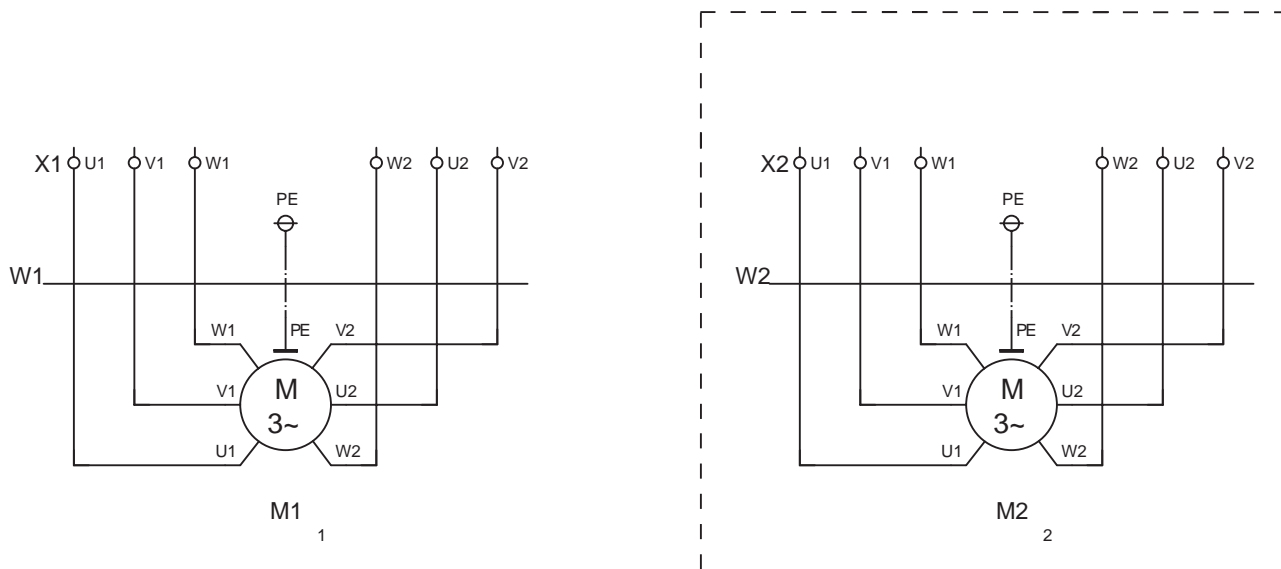 X1 U1 V1 W1 W2 U2 V2
PE
W1
W1 PE V2
V1 M U2
3~
U1 W2
M1
1
X2 U1 V1 W1 W2 U2 V2
PE
W2
W1 PE V2
V1 M U2
3~
U1 W2
M2
2